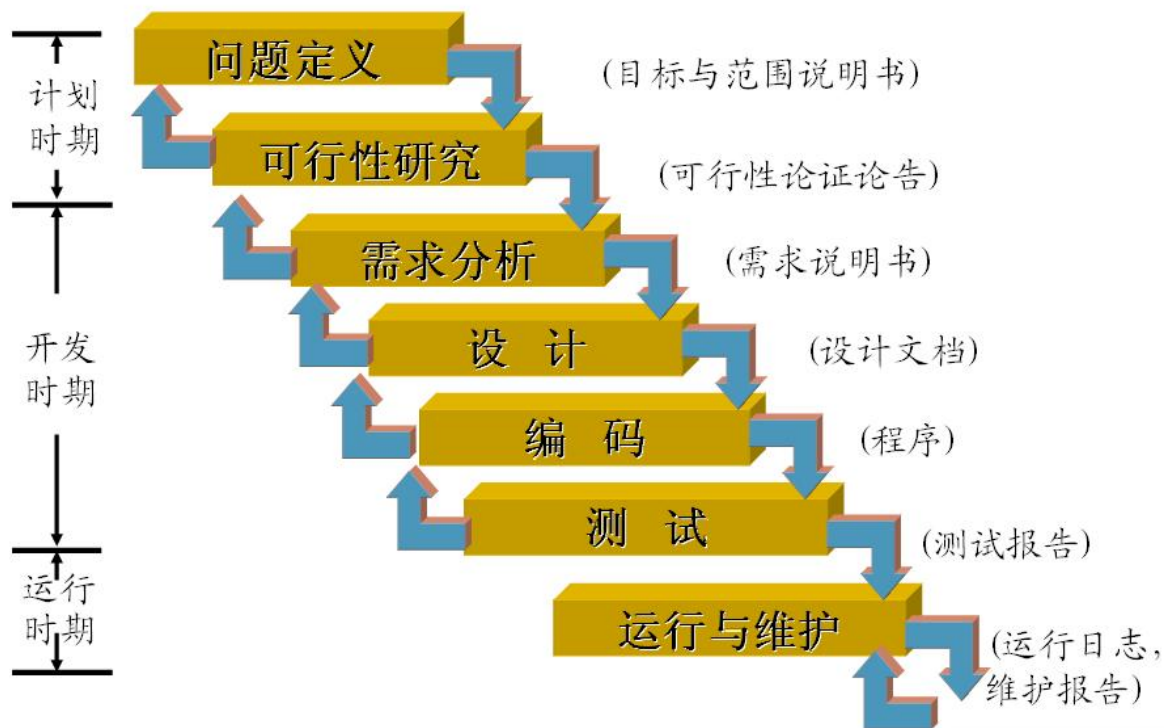 问题定义
(目标与范围说明书)
计划
时期
可行性研究
(可行性论证论告)
需求分析
(需求说明书)
开发
时期
设 计
(设计文档)
编 码
(程序)
测 试
(测试报告)
运行
时期
运行与维护
(运行日志,
维护报告)